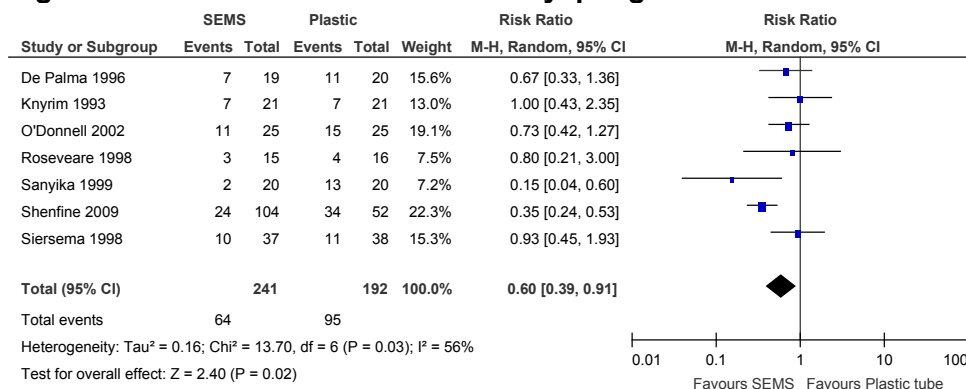 SEMS Plastic Risk Ratio Risk Ratio
Study or Subgroup Events Total Events Total Weight M-H, Random, 95% CI M-H, Random, 95% CI
De Palma 1996 7 19 11 20 15.6% 0.67 [0.33, 1.36]
Knyrim 1993 7 21 7 21 13.0% 1.00 [0.43, 2.35]
O'Donnell 2002 11 25 15 25 19.1% 0.73 [0.42, 1.27]
Roseveare 1998 3 15 4 16 7.5% 0.80 [0.21, 3.00]
Sanyika 1999 2 20 13 20 7.2% 0.15 [0.04, 0.60]
Shenfine 2009 24 104 34 52 22.3% 0.35 [0.24, 0.53]
Siersema 1998 10 37 11 38 15.3% 0.93 [0.45, 1.93]
Total (95% CI) 241 192 100.0% 0.60 [0.39, 0.91]
Total events 64 95
Heterogeneity: Tau² = 0.16; Chi² = 13.70, df = 6 (P = 0.03); I² = 56%
Test for overall effect: Z = 2.40 (P = 0.02)
0.01 0.1 1 10 100
Favours SEMS Favours Plastic tube